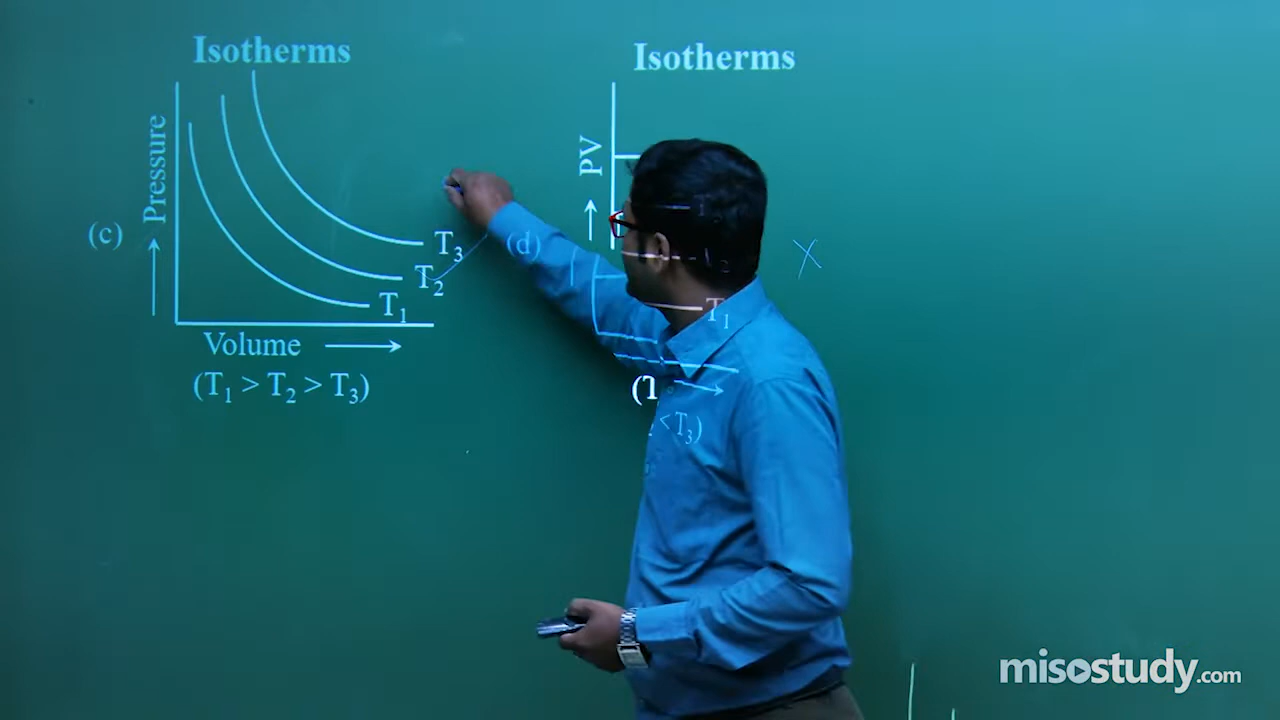 Isotherms
Pressure
(c)
T₃
T₂
T₁
Volume
(T₁ > T₂ > T₃)
Isotherms
PV
(d)
T₁
< T₃)
X
misostudy.com